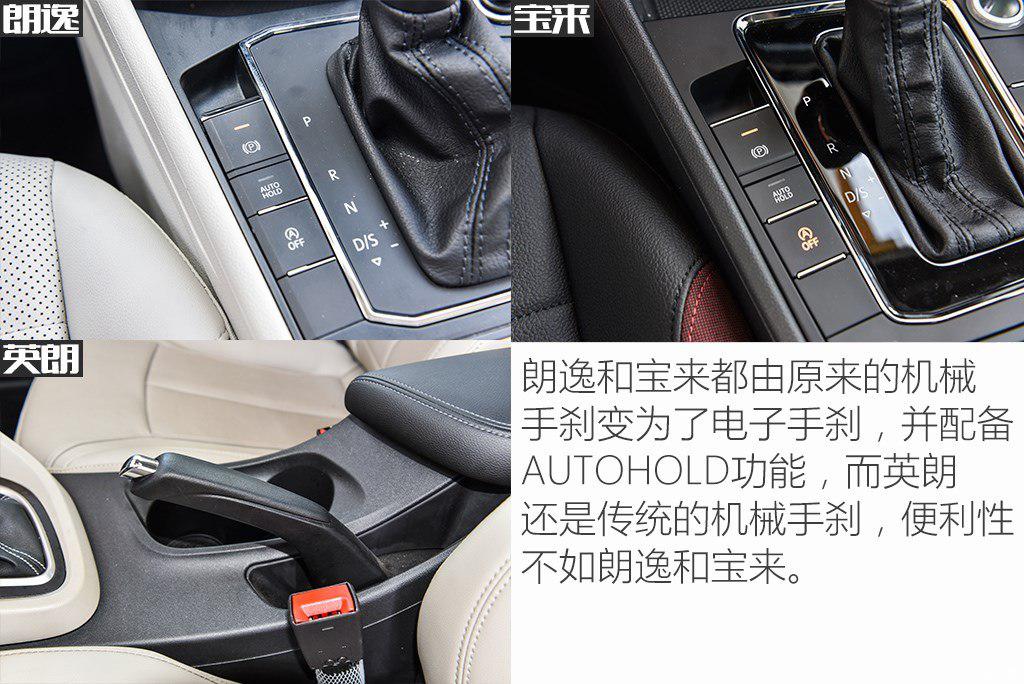 朗逸
P
R
N
D/S
+
-
(P)
AUTO
HOLD
A
OFF
宝来
P
R
N
D/S
+
-
(P)
AUTO
HOLD
A
OFF
英朗
朗逸和宝来都由原来的机械
手刹变为了电子手刹，并配备
AUTOHOLD功能，而英朗
还是传统的机械手刹，便利性
不如朗逸和宝来。